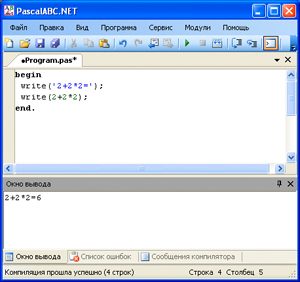 PascalABC.NET
Файл Правка Вид Программа Сервис Модули Помощь
•Program.pas*
begin
write('2+2*2=');
write(2+2*2);
end.
Окно вывода
2+2*2=6
Окно вывода Список ошибок Сообщения компилятора
Компиляция прошла успешно (4 строк) Строка 4 Столбец 5